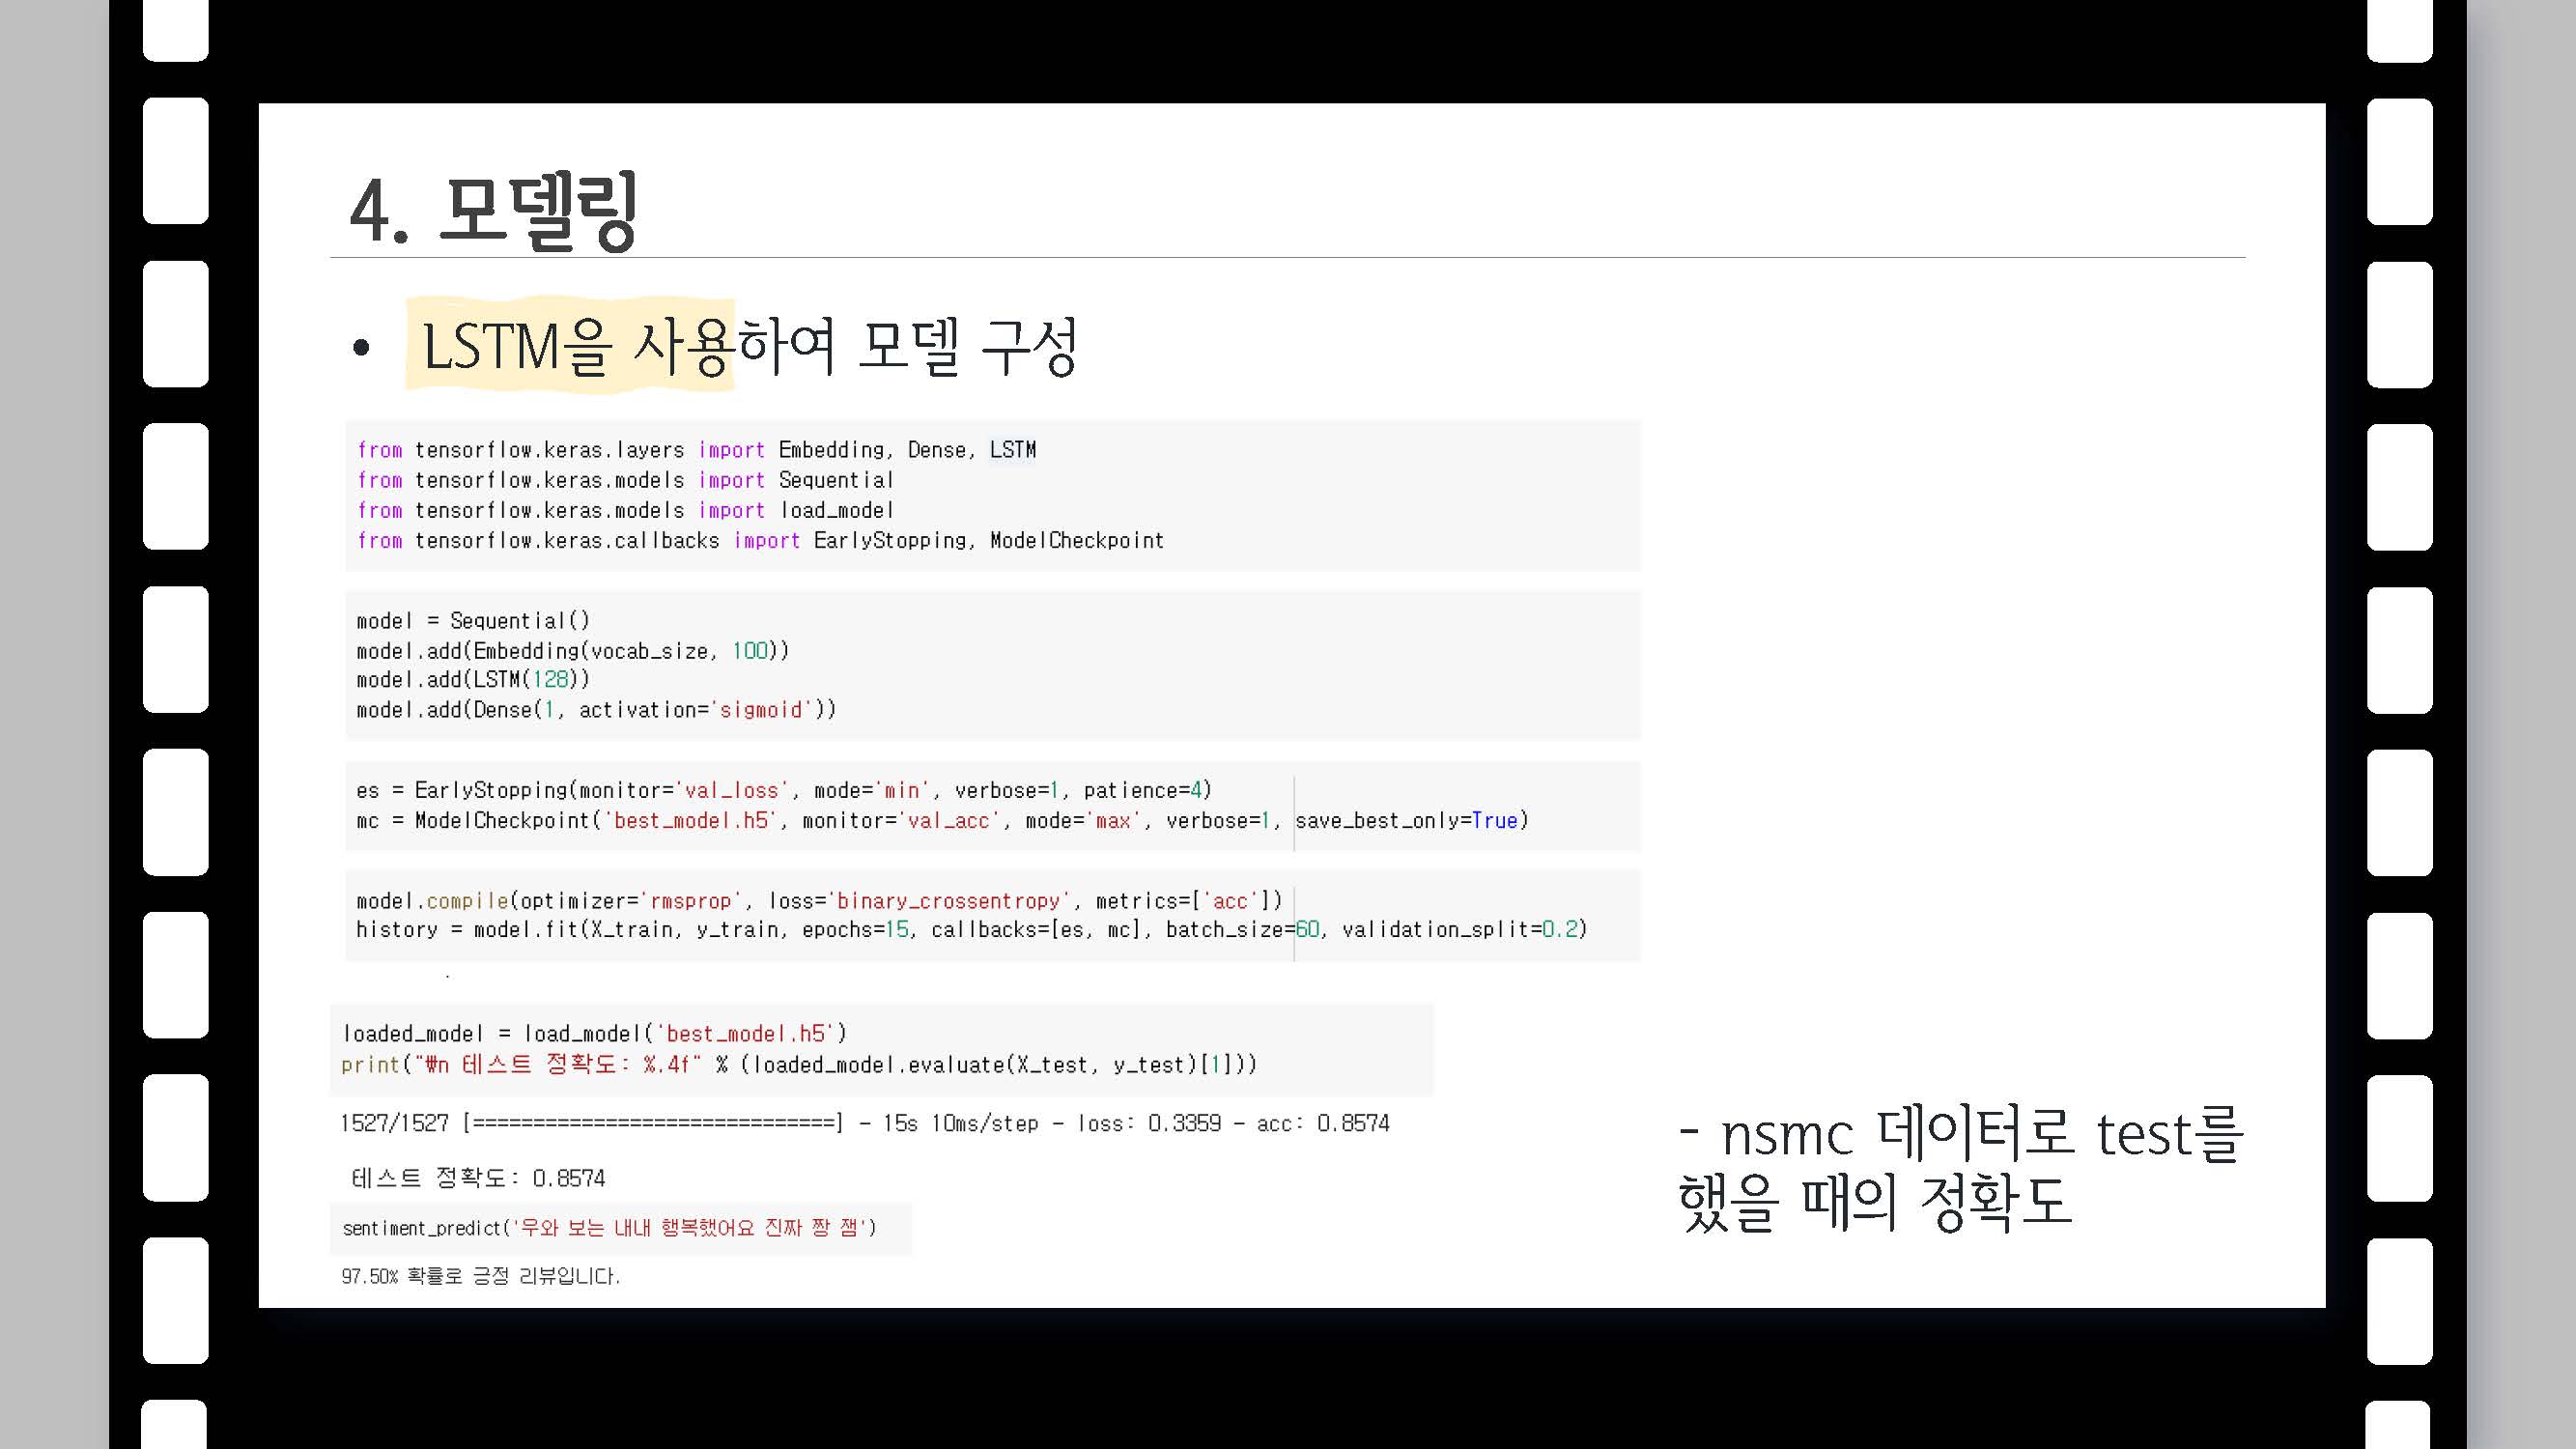 4. 모델링
• LSTM을 사용하여 모델 구성
from tensorflow.keras.layers import Embedding, Dense, LSTM
from tensorflow.keras.models import Sequential
from tensorflow.keras.models import load_model
from tensorflow.keras.callbacks import EarlyStopping, ModelCheckpoint
model = Sequential()
model.add(Embedding(vocab_size, 100))
model.add(LSTM(128))
model.add(Dense(1, activation='sigmoid'))
es = EarlyStopping(monitor='val_loss', mode='min', verbose=1, patience=4)
mc = ModelCheckpoint('best_model.h5', monitor='val_acc', mode='max', verbose=1, save_best_only=True)
model.compile(optimizer='rmsprop', loss='binary_crossentropy', metrics=['acc'])
history = model.fit(X_train, y_train, epochs=15, callbacks=[es, mc], batch_size=60, validation_split=0.2)
loaded_model = load_model('best_model.h5')
print("₩n 테스트 정확도: %.4f" % (loaded_model.evaluate(X_test, y_test)[1]))
1527/1527 [==============================] - 15s 10ms/step - loss: 0.3359 - acc: 0.8574
테스트 정확도: 0.8574
sentiment_predict('우와 보는 내내 행복했어요 진짜 짱 잼')
97.50% 확률로 긍정 리뷰입니다.
- nsmc 데이터로 test를
했을 때의 정확도